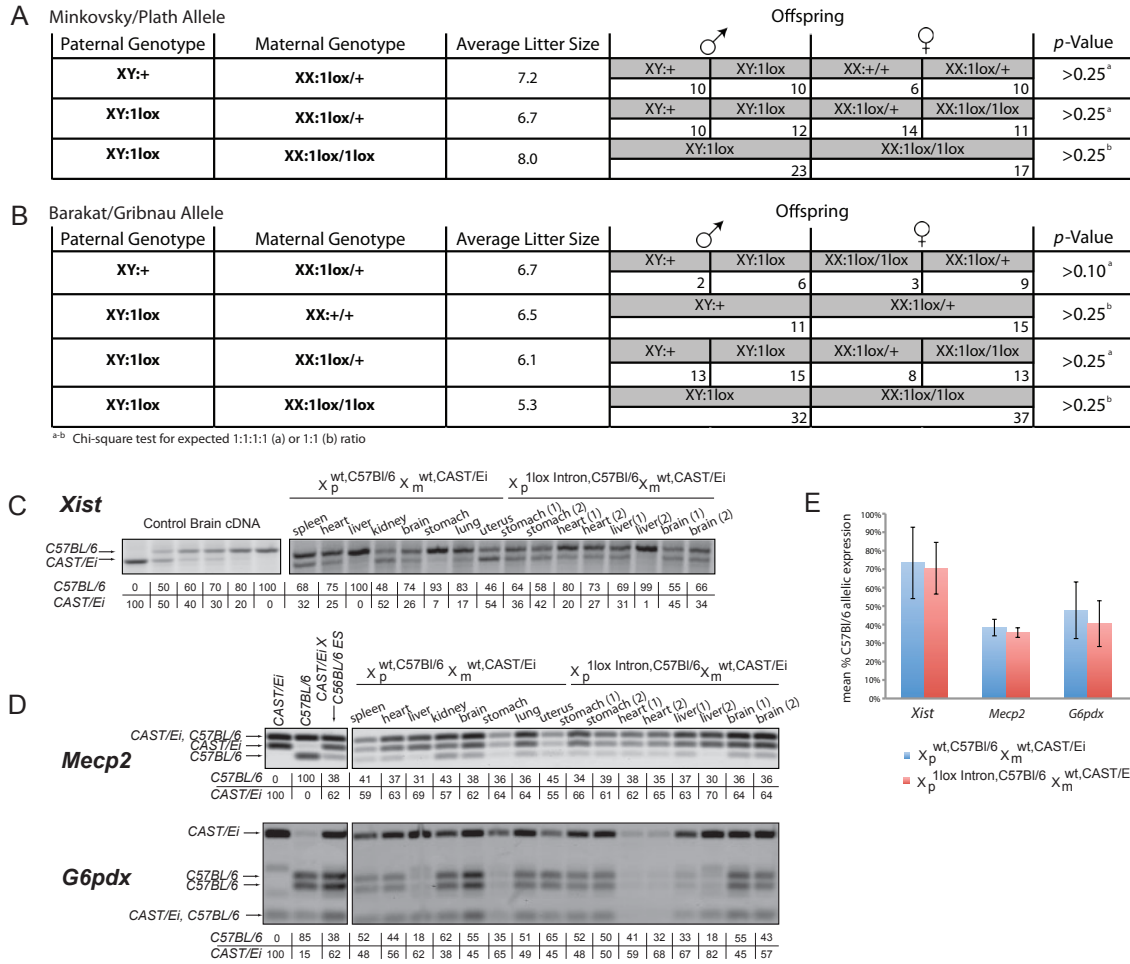 A Minkovsky/Plath Allele
Offspring
♂ ♀
Paternal Genotype Maternal Genotype Average Litter Size p-Value
XY:+ XX:1lox/+ 7.2 XY:+ XY:1lox XX:+/+ XX:1lox/+ >0.25 a
10 10 6 10
XY:1lox XX:1lox/+ 6.7 XY:+ XY:1lox XX:1lox/+ XX:1lox/1lox >0.25 a
10 12 14 11
XY:1lox XX:1lox/1lox 8.0 XY:1lox XX:1lox/1lox >0.25 b
23 17
B Barakat/Gribnau Allele
Offspring
♂ ♀
Paternal Genotype Maternal Genotype Average Litter Size p-Value
XY:+ XX:1lox/+ 6.7 XY:+ XY:1lox XX:1lox/1lox XX:1lox/+ >0.10 a
2 6 3 9
XY:1lox XX:+/+ 6.5 XY:+ XX:1lox/+ >0.25 b
11 15
XY:1lox XX:1lox/+ 6.1 XY:+ XY:1lox XX:1lox/+ XX:1lox/1lox >0.25 a
13 15 8 13
XY:1lox XX:1lox/1lox 5.3 XY:1lox XX:1lox/1lox >0.25 b
32 37
a-b Chi-square test for expected 1:1:1:1 (a) or 1:1 (b) ratio
C Xist
Control Brain cDNA
X p wt,C57Bl/6 X m wt,CAST/Ei X p 1lox Intron,C57Bl/6 X m wt,CAST/Ei
spleen heart liver kidney brain stomach lung uterus stomach (1) stomach (2) heart (1) heart (2) liver(1) liver(2) brain (1) brain (2)
C57BL/6
CAST/Ei
C57BL/6 0 50 60 70 80 100 68 75 100 48 74 93 83 46 64 58 80 73 69 99 55 66
CAST/Ei 100 50 40 30 20 0 32 25 0 52 26 7 17 54 36 42 20 27 31 1 45 34
D Mecp2
CAST/Ei C57BL/6 CAST/Ei X C56BL/6 ES
X p wt,C57Bl/6 X m wt,CAST/Ei X p 1lox Intron,C57Bl/6 X m wt,CAST/Ei
spleen heart liver kidney brain stomach lung uterus stomach (1) stomach (2) heart (1) heart (2) liver(1) liver(2) brain (1) brain (2)
CAST/Ei, C57BL/6
CAST/Ei
C57BL/6
C57BL/6 0 100 38 41 37 31 43 38 36 36 45 34 39 38 35 37 30 36 36
CAST/Ei 100 0 62 59 63 69 57 62 64 64 55 66 61 62 65 63 70 64 64
G6pdx
CAST/Ei
C57BL/6
C57BL/6
CAST/Ei, C57BL/6
C57BL/6 0 85 38 52 44 18 62 55 35 51 65 52 50 41 32 33 18 55 43
CAST/Ei 100 15 62 48 56 62 38 45 65 49 45 48 50 59 68 67 82 45 57
E
mean % C57Bl/6 allelic expression
100%
90%
80%
70%
60%
50%
40%
30%
20%
10%
0%
Xist Mecp2 G6pdx
X p wt,C57Bl/6 X m wt,CAST/Ei
X p 1lox Intron,C57Bl/6 X m wt,CAST/E